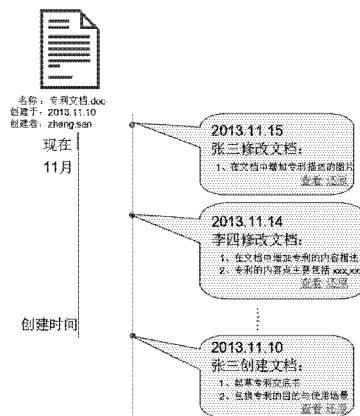 名称：专利文档.doc
创建于：2013.11.10
创建者：zhang.san
现在
11月
创建时间
2013.11.15
张三修改文档：
1、在文档中增加专利描述的图片
查看 还原
2013.11.14
李四修改文档：
1、在文档中增加专利的内容描述
2、专利的内容点主要包括 xxx,xxx
查看 还原
2013.11.10
张三创建文档：
1、起草专利交底书
2、包换专利的目的与使用场景
查看 还原